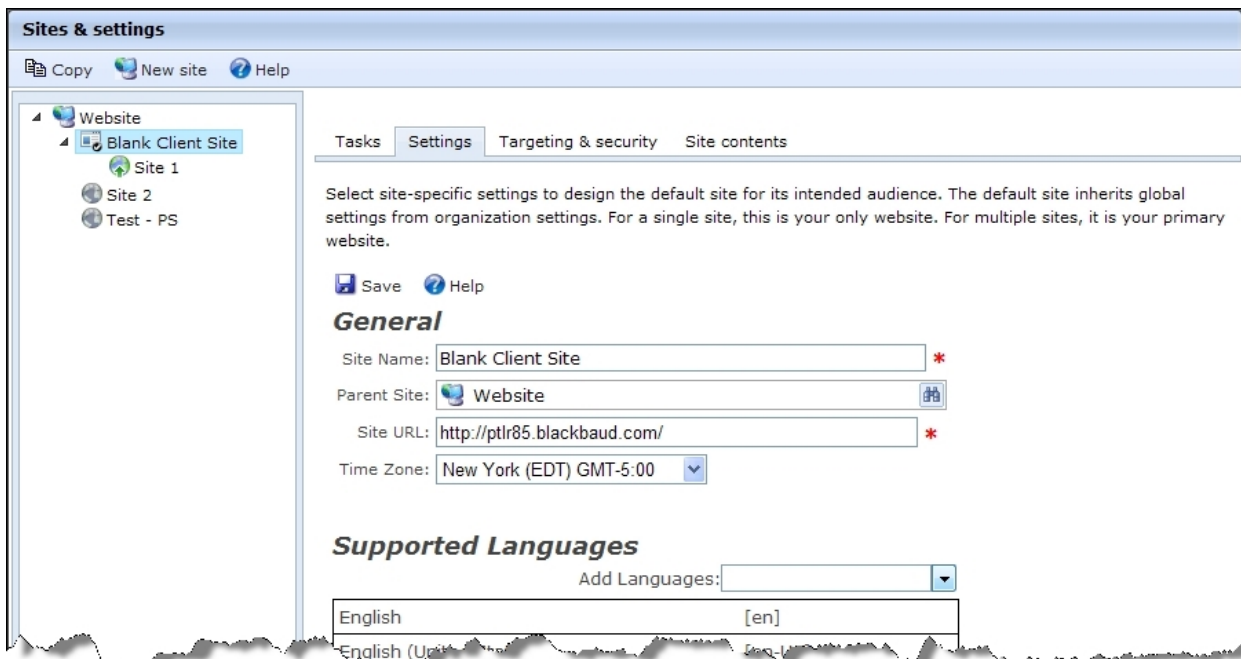 Sites & settings
Copy New site Help
Website
Blank Client Site
Site 1
Site 2
Test - PS
Tasks Settings Targeting & security Site contents
Select site-specific settings to design the default site for its intended audience. The default site inherits global
settings from organization settings. For a single site, this is your only website. For multiple sites, it is your primary
website.
Save Help
General
Site Name: Blank Client Site *
Parent Site: Website
Site URL: http://ptlr85.blackbaud.com/ *
Time Zone: New York (EDT) GMT-5:00
Supported Languages
Add Languages:
English [en]
English